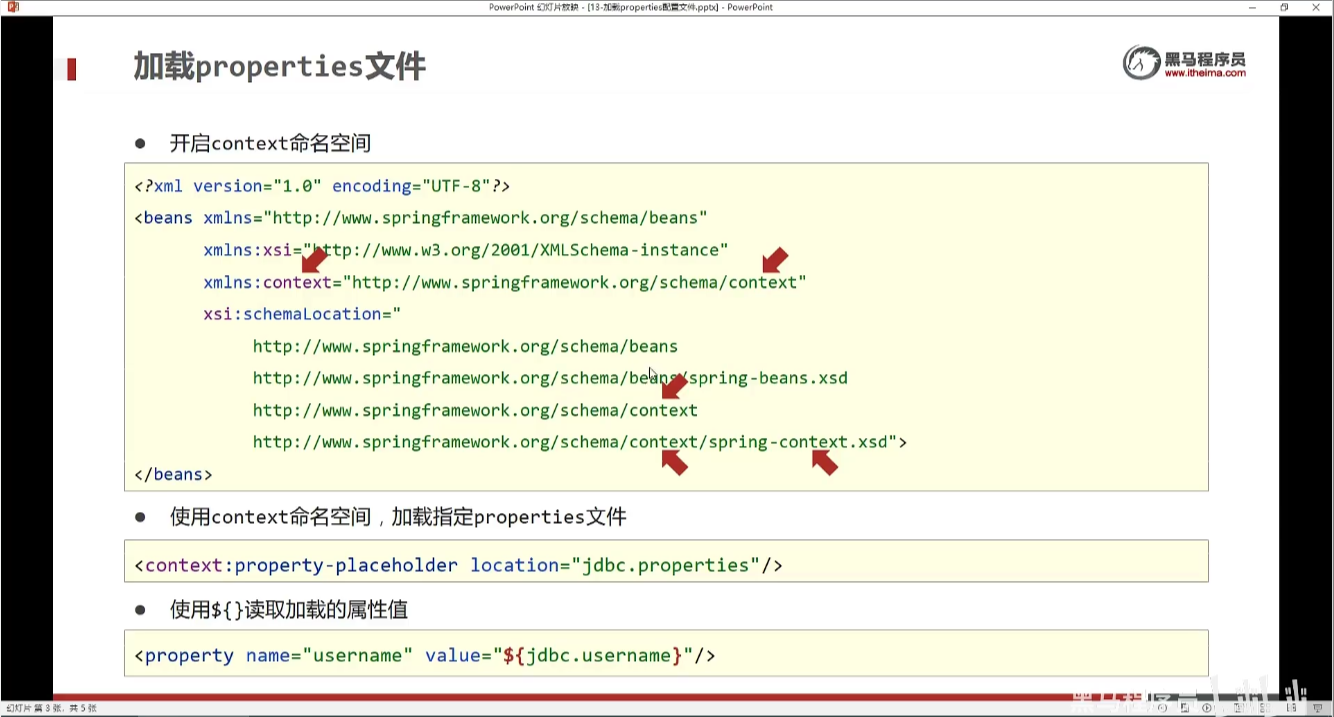 PowerPoint 幻灯片放映 - [13-加载properties配置文件.pptx] - PowerPoint
加载properties文件
黑马程序员
www.itheima.com
● 开启context命名空间
<?xml version="1.0" encoding="UTF-8"?>
<beans xmlns="http://www.springframework.org/schema/beans"
xmlns:xsi="http://www.w3.org/2001/XMLSchema-instance"
xmlns:context="http://www.springframework.org/schema/context"
xsi:schemaLocation="
http://www.springframework.org/schema/beans
http://www.springframework.org/schema/beans/spring-beans.xsd
http://www.springframework.org/schema/context
http://www.springframework.org/schema/context/spring-context.xsd">
</beans>
● 使用context命名空间，加载指定properties文件
<context:property-placeholder location="jdbc.properties"/>
● 使用${}读取加载的属性值
<property name="username" value="${jdbc.username}"/>
黑马程序员
幻灯片 第 3 张，共 5 张